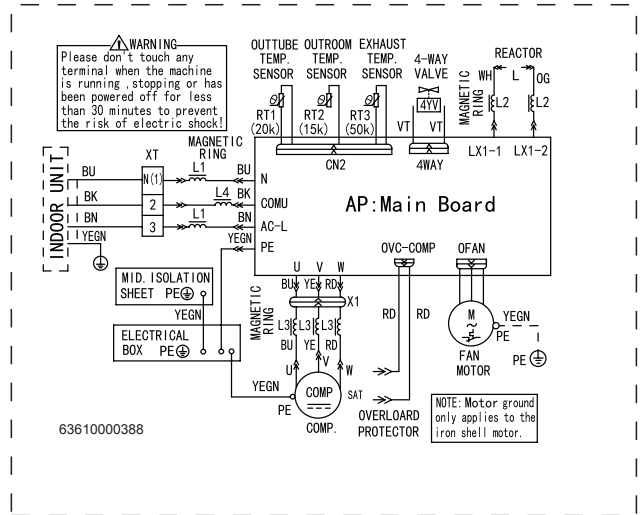 WARNING
Please don't touch any
terminal when the machine
is running ,stopping or has
been powered off for less
than 30 minutes to prevent
the risk of electric shock!
OUTTUBE
TEMP.
SENSOR
OUTROOM
TEMP.
SENSOR
EXHAUST
TEMP.
SENSOR
4-WAY
VALVE
4YV
REACTOR
WH
L
OG
MAGNETIC
RING
L2
L2
RT1
(20k)
RT2
(15k)
RT3
(50k)
VT
VT
CN2
4WAY
LX1-1
LX1-2
INDOOR UNIT
BU
BK
BN
YEGN
XT
N(1)
2
3
MAGNETIC
RING
L1
L4
L1
BU
BK
BN
YEGN
N
COMU
AC-L
PE
AP:Main Board
U
V
W
OVC-COMP
OFAN
BU
YE
RD
X1
MAGNETIC
RING
L3
L3
L3
BU
YE
RD
U
V
W
MID. ISOLATION
SHEET PE
YEGN
ELECTRICAL
BOX PE
YEGN
PE
COMP
COMP.
SAT
RD
RD
OVERLOARD
PROTECTOR
M
~
FAN
MOTOR
YEGN
PE
PE
NOTE: Motor ground
only applies to the
iron shell motor.
63610000388